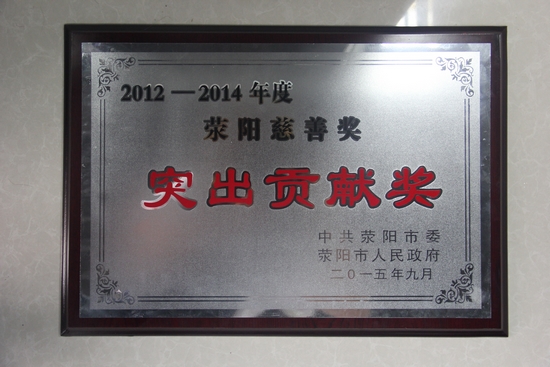 2012—2014年度
荥阳慈善奖
突出贡献奖
中共荥阳市委
荥阳市人民政府
二〇一五年九月